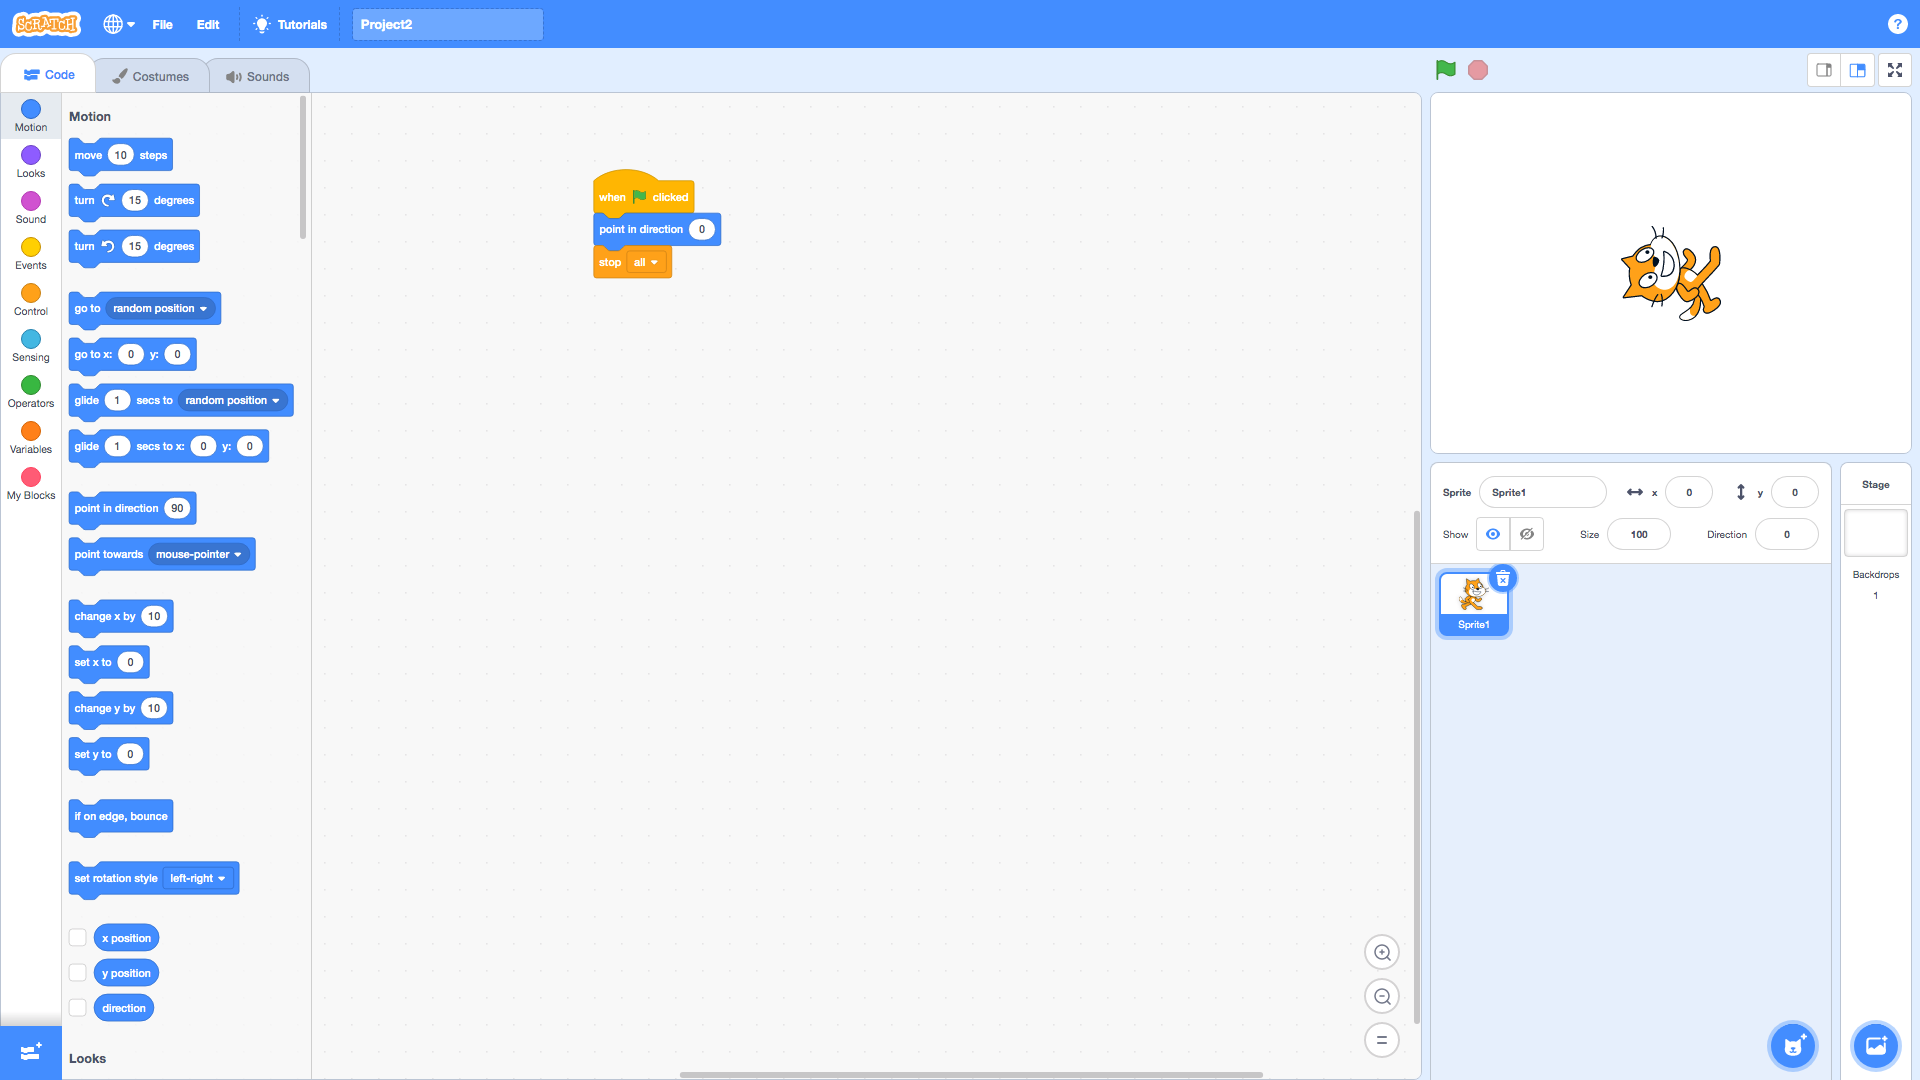 SCRATCH File Edit Tutorials Project2 ?
Code Costumes Sounds
Motion
Looks
Sound
Events
Control
Sensing
Operators
Variables
My Blocks
Motion
move 10 steps
turn 15 degrees
turn 15 degrees
go to random position
go to x: 0 y: 0
glide 1 secs to random position
glide 1 secs to x: 0 y: 0
point in direction 90
point towards mouse-pointer
change x by 10
set x to 0
change y by 10
set y to 0
if on edge, bounce
set rotation style left-right
x position
y position
direction
Looks
when clicked
point in direction 0
stop all
Sprite Sprite1 x 0 y 0
Show Size 100 Direction 0
Sprite1
Stage
Backdrops
1